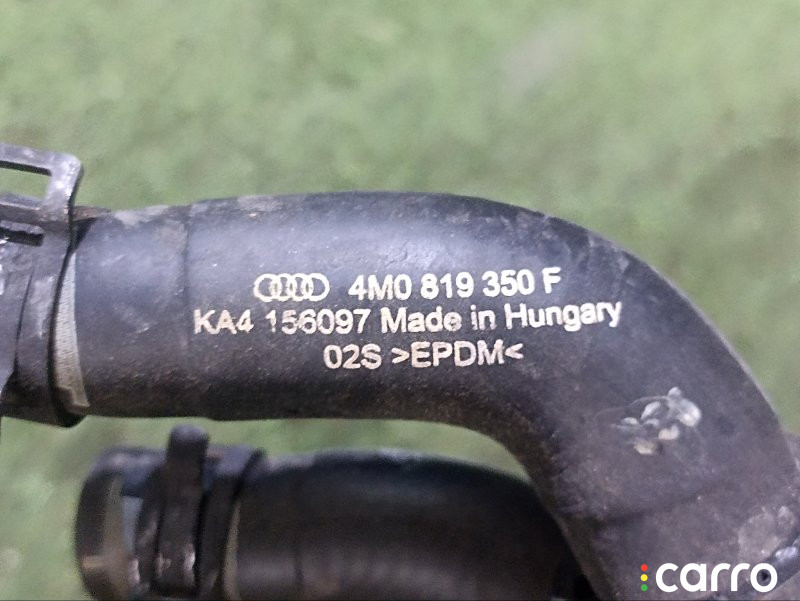 4M0 819 350 F
KA4 156097 Made in Hungary
02S >EPDM<
carro